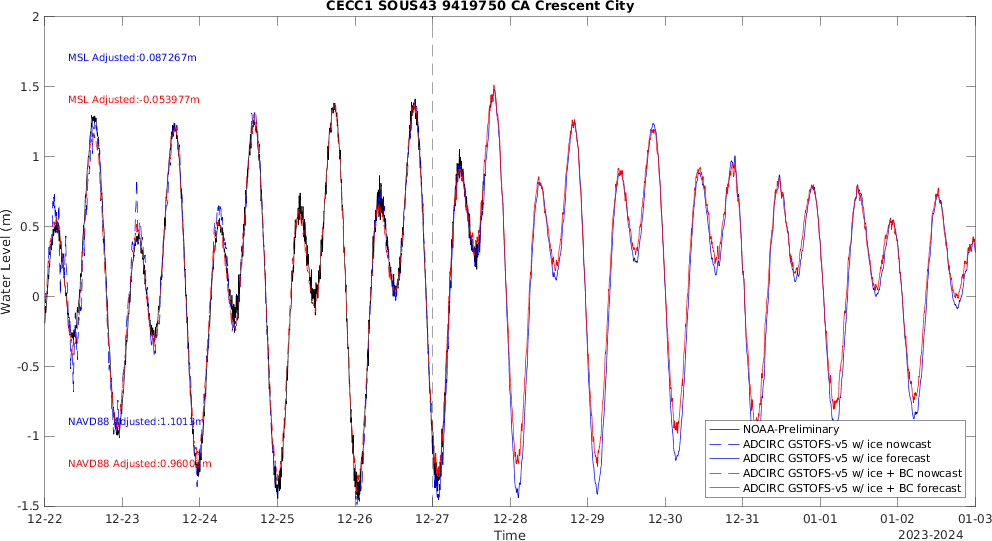 CECC1 SOUS43 9419750 CA Crescent City
2
1.5
1
0.5
0
-0.5
-1
-1.5
Water Level (m)
MSL Adjusted:0.087267m
MSL Adjusted:-0.053977m
NAVD88 Adjusted:1.1013m
NAVD88 Adjusted:0.9600
NOAA-Preliminary
ADCIRC GSTOFS-v5 w/ ice nowcast
ADCIRC GSTOFS-v5 w/ ice forecast
ADCIRC GSTOFS-v5 w/ ice + BC nowcast
ADCIRC GSTOFS-v5 w/ ice + BC forecast
12-22 12-23 12-24 12-25 12-26 12-27 12-28 12-29 12-30 12-31 01-01 01-02 01-03
Time
2023-2024